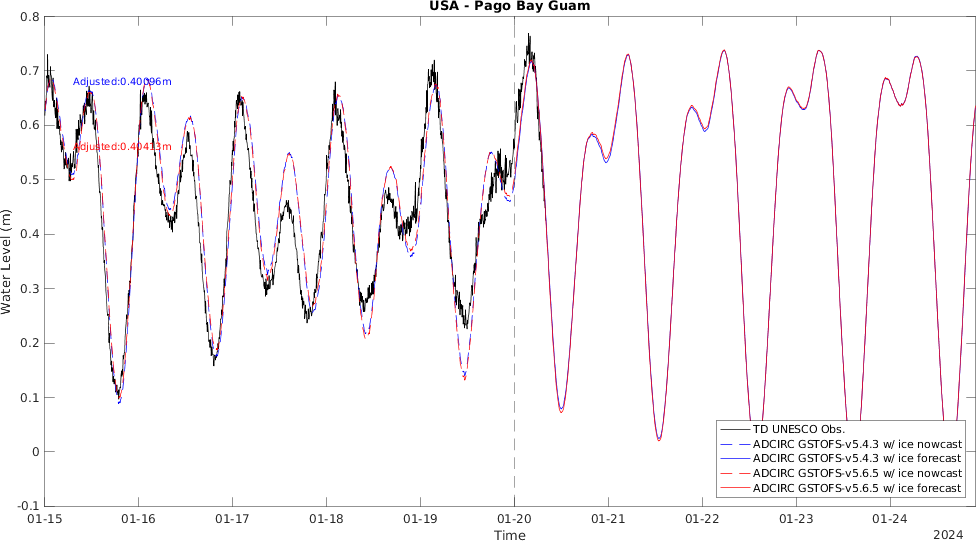 USA - Pago Bay Guam
0.8
0.7
0.6
0.5
0.4
0.3
0.2
0.1
0
-0.1
Water Level (m)
Adjusted:0.40096m
Adjusted:0.40413m
TD UNESCO Obs.
ADCIRC GSTOFS-v5.4.3 w/ ice nowcast
ADCIRC GSTOFS-v5.4.3 w/ ice forecast
ADCIRC GSTOFS-v5.6.5 w/ ice nowcast
ADCIRC GSTOFS-v5.6.5 w/ ice forecast
01-15 01-16 01-17 01-18 01-19 01-20 01-21 01-22 01-23 01-24
Time
2024